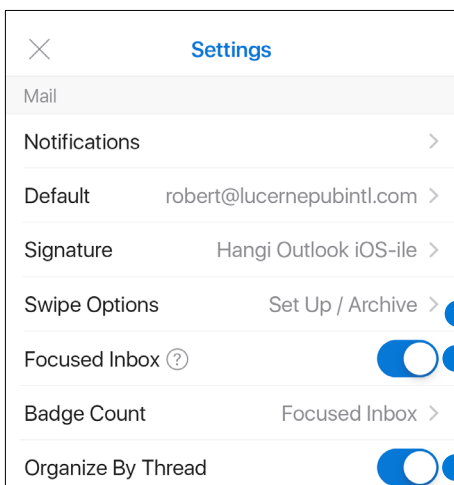 Settings
Mail
Notifications
Default robert@lucernepubintl.com
Signature Hangi Outlook iOS-ile
Swipe Options Set Up / Archive
Focused Inbox ?
Badge Count Focused Inbox
Organize By Thread